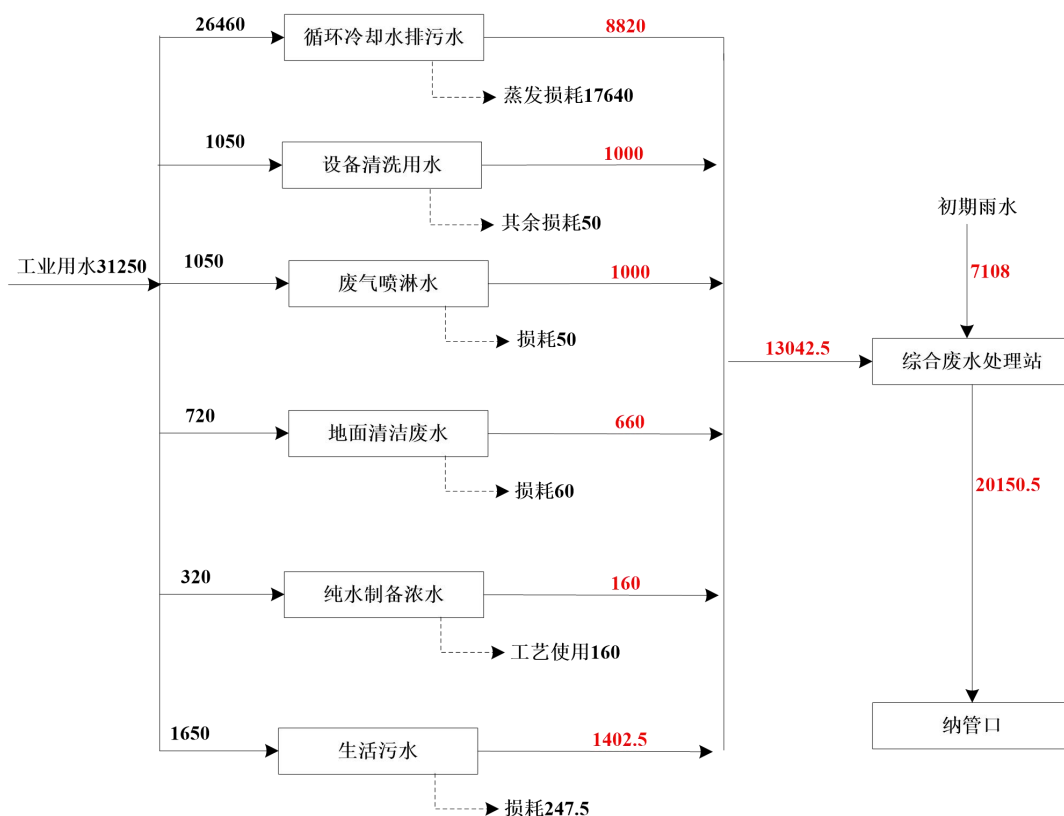 26460
循环冷却水排污水
8820
蒸发损耗17640
1050
设备清洗用水
1000
其余损耗50
初期雨水
工业用水31250
1050
废气喷淋水
1000
7108
损耗50
13042.5
综合废水处理站
720
地面清洁废水
660
损耗60
20150.5
320
纯水制备浓水
160
工艺使用160
纳管口
1650
生活污水
1402.5
损耗247.5